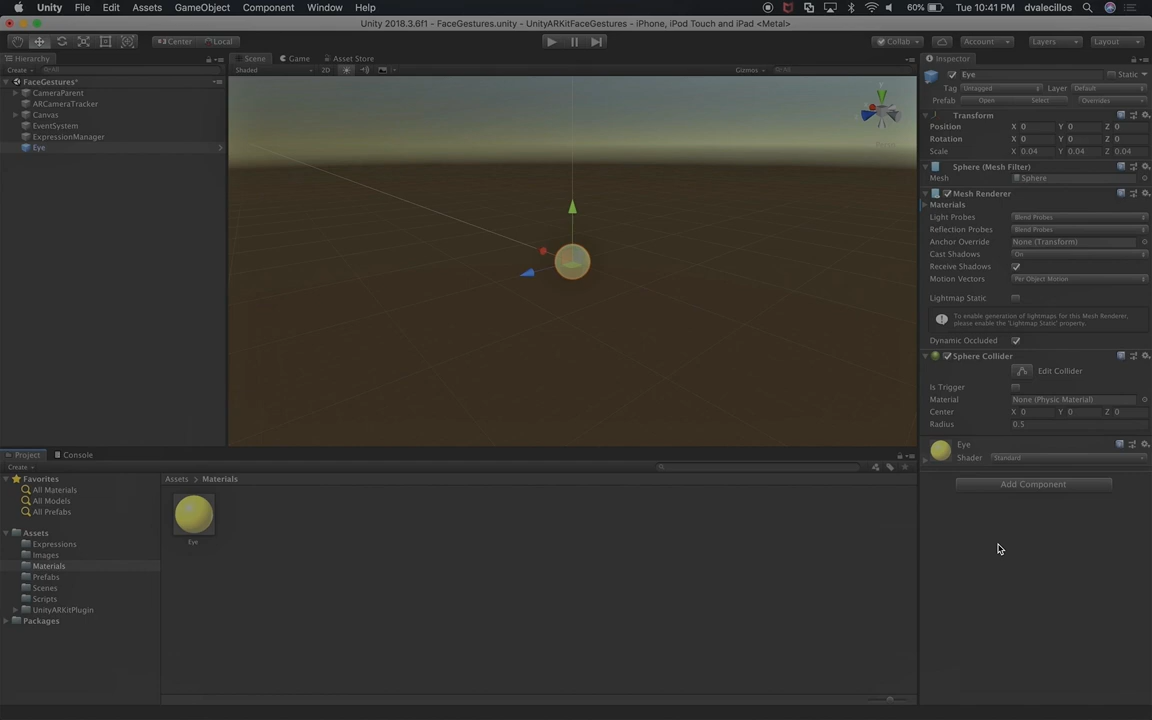 Unity File Edit Assets GameObject Component Window Help 60% Tue 10:41 PM dvalecillos
Unity 2018.3.6f1 - FaceGestures.unity - UnityARKitFaceGestures - iPhone, iPod Touch and iPad <Metal>
Center Local Collab Account Layers Layout
Hierarchy Scene Game Asset Store Inspector
Create All Shaded 2D Gizmos All
Eye Static
FaceGestures*
CameraParent
ARCameraTracker
Canvas
EventSystem
ExpressionManager
Eye
Tag Untagged Layer Default
Prefab Open Select Overrides
Transform
Position X 0 Y 0 Z 0
Rotation X 0 Y 0 Z 0
Scale X 0.04 Y 0.04 Z 0.04
Sphere (Mesh Filter)
Mesh Sphere
Mesh Renderer
Materials
Light Probes Blend Probes
Reflection Probes Blend Probes
Anchor Override None (Transform)
Cast Shadows On
Receive Shadows
Motion Vectors Per Object Motion
Lightmap Static
To enable generation of lightmaps for this Mesh Renderer,
please enable the 'Lightmap Static' property.
Dynamic Occluded
Sphere Collider
Edit Collider
Is Trigger
Material None (Physic Material)
Center X 0 Y 0 Z 0
Radius 0.5
Eye
Shader Standard
Add Component
Project Console
Create
Favorites
All Materials
All Models
All Prefabs
Assets
Expressions
Images
Materials
Prefabs
Scenes
Scripts
UnityARKitPlugin
Packages
Assets > Materials
Eye